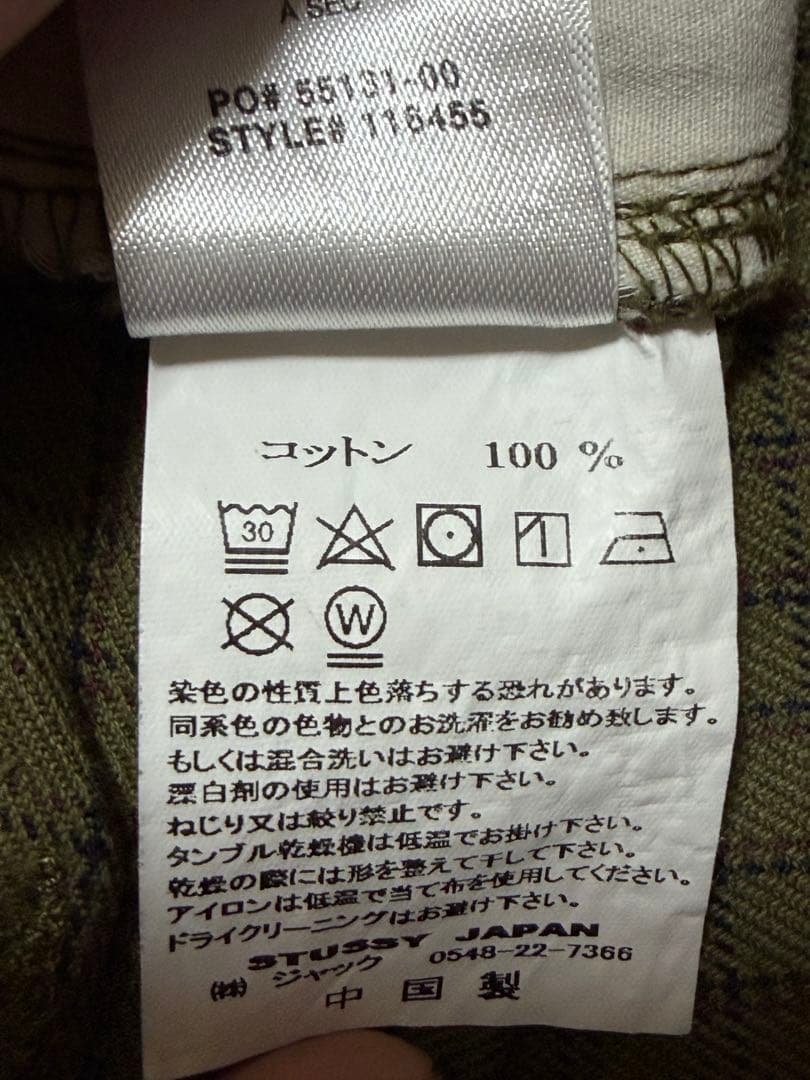 A SEC
PO# 55131-00
STYLE# 116455
コットン 100 %
30
W
染色の性質上色落ちする恐れがあります。
同系色の色物とのお洗濯をお勧め致します。
もしくは混合洗いはお避け下さい。
漂白剤の使用はお避け下さい。
ねじり又は絞り禁止です。
タンブル乾燥機は低温でお掛け下さい。
乾燥の際には形を整えて干して下さい。
アイロンは低温で当て布を使用してください。
ドライクリーニングはお避け下さい。
STUSSY JAPAN
㈱ ジャック 0548-22-7366
中国製